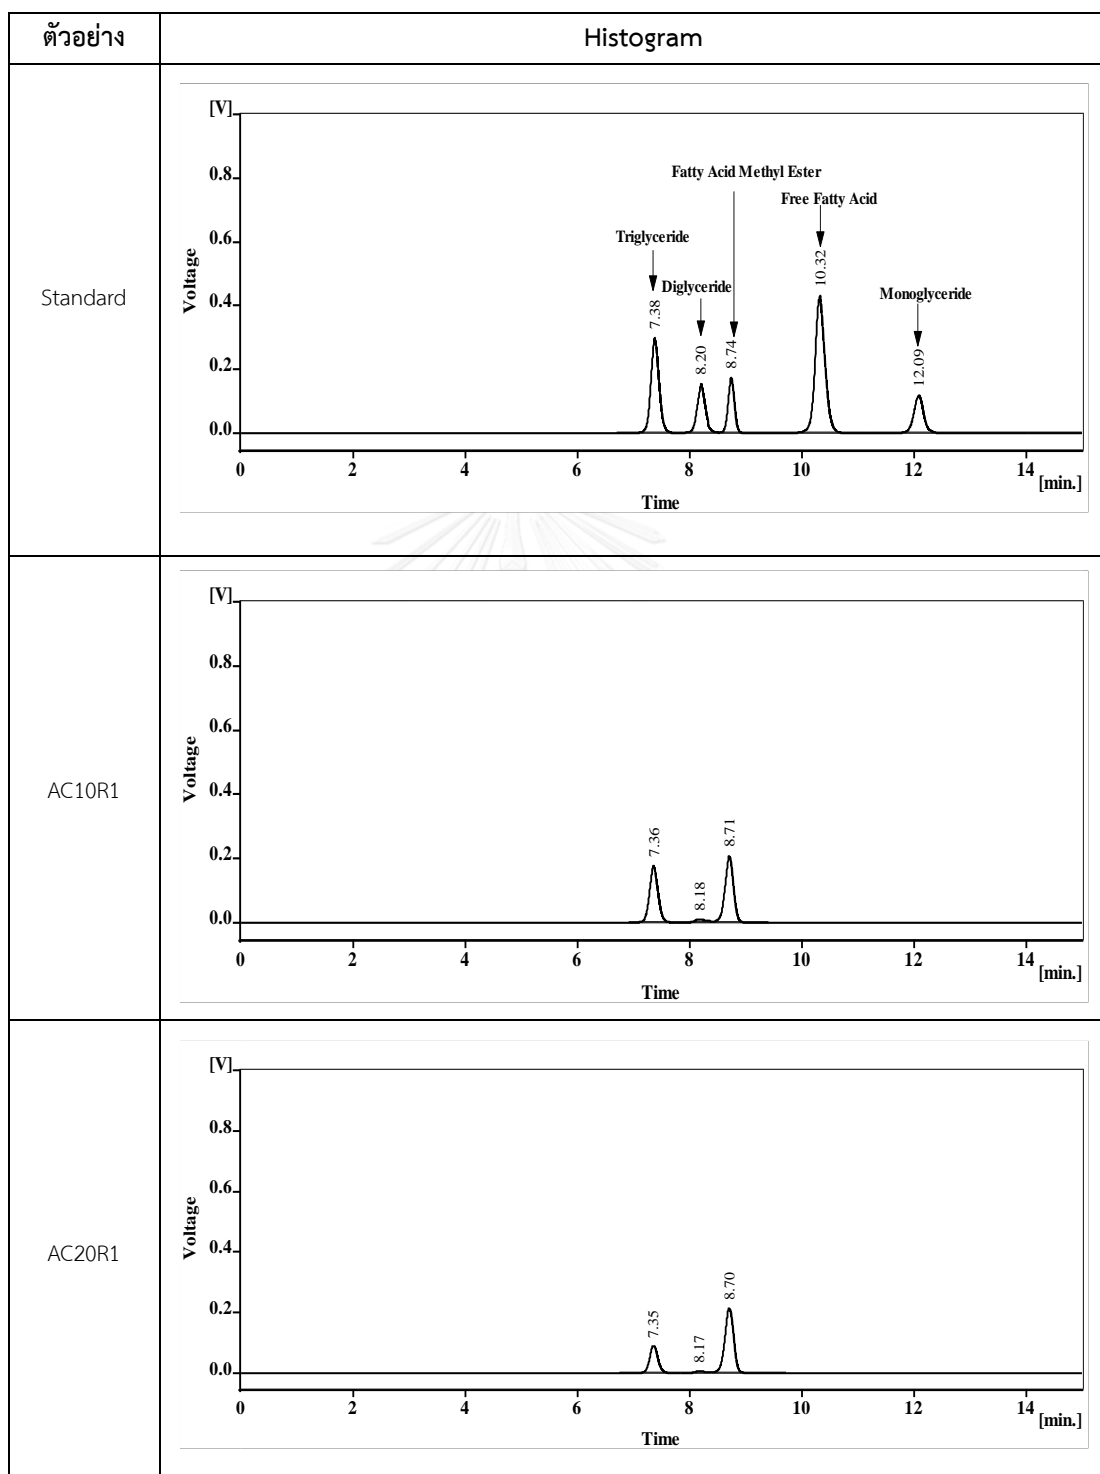 ตัวอย่าง Histogram
Standard
[V]
0.8
0.6
0.4
0.2
0.0
Voltage
Fatty Acid Methyl Ester
Free Fatty Acid
Triglyceride
Diglyceride
Monoglyceride
7.38
8.20
8.74
10.32
12.09
0 2 4 6 8 10 12 14 [min.]
Time
AC10R1
[V]
0.8
0.6
0.4
0.2
0.0
Voltage
7.36
8.18
8.71
0 2 4 6 8 10 12 14 [min.]
Time
AC20R1
[V]
0.8
0.6
0.4
0.2
0.0
Voltage
7.35
8.17
8.70
0 2 4 6 8 10 12 14 [min.]
Time